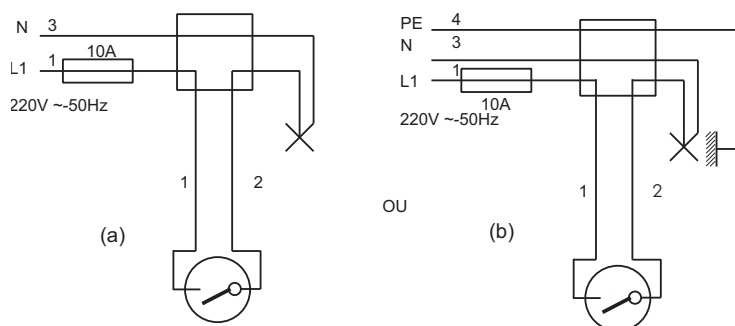 N 3
10A
L1 1
220V ~-50Hz
1 2
(a)
OU
PE 4
N 3
L1 1
10A
220V ~-50Hz
1 2
(b)